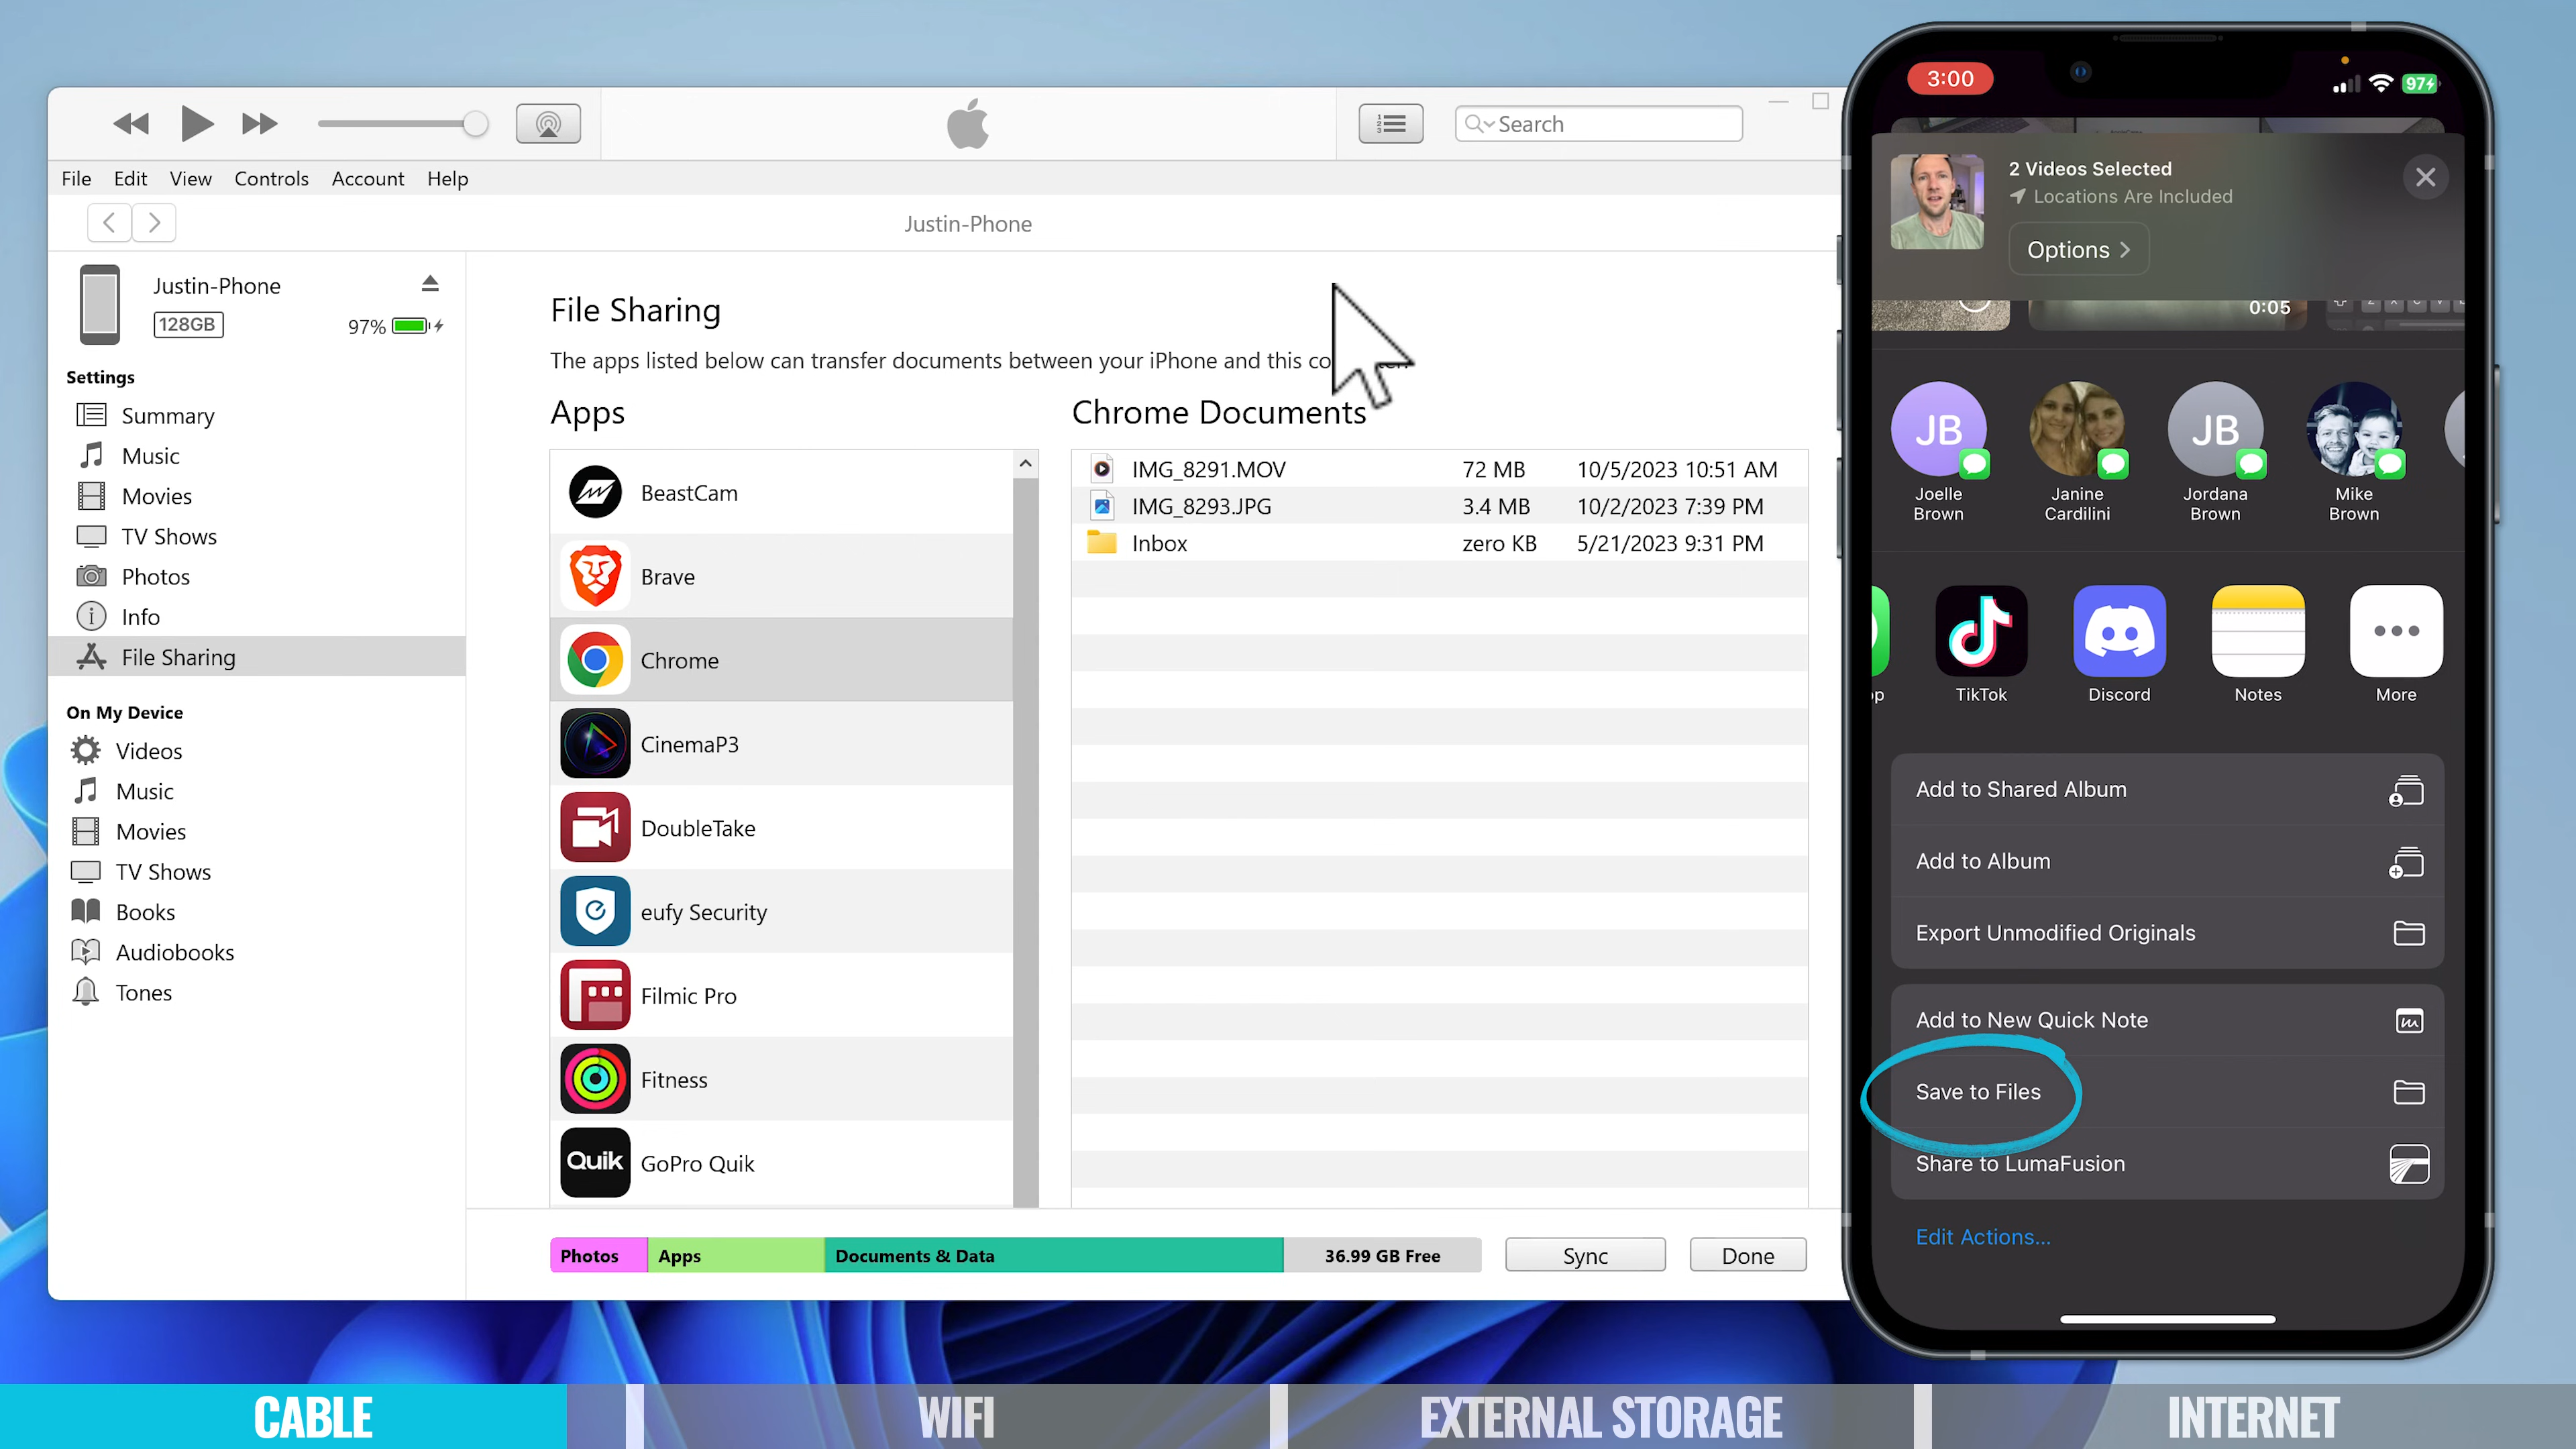 Search
File Edit View Controls Account Help
Justin-Phone
Justin-Phone
128GB
97%
Settings
Summary
Music
Movies
TV Shows
Photos
Info
File Sharing
On My Device
Videos
Music
Movies
TV Shows
Books
Audiobooks
Tones
File Sharing
The apps listed below can transfer documents between your iPhone and this
Apps
BeastCam
Brave
Chrome
CinemaP3
DoubleTake
eufy Security
Filmic Pro
Fitness
Quik GoPro Quik
Chrome Documents
IMG_8291.MOV 72 MB 10/5/2023 10:51 AM
IMG_8293.JPG 3.4 MB 10/2/2023 7:39 PM
Inbox zero KB 5/21/2023 9:31 PM
Photos Apps Documents & Data 36.99 GB Free Sync Done
3:00 97
2 Videos Selected
Locations Are Included
Options
0:05
JB JB
Joelle Janine Jordana Mike
Brown Cardilini Brown Brown
TikTok Discord Notes More
Add to Shared Album
Add to Album
Export Unmodified Originals
Add to New Quick Note
Save to Files
Share to LumaFusion
Edit Actions...
CABLE WIFI EXTERNAL STORAGE INTERNET